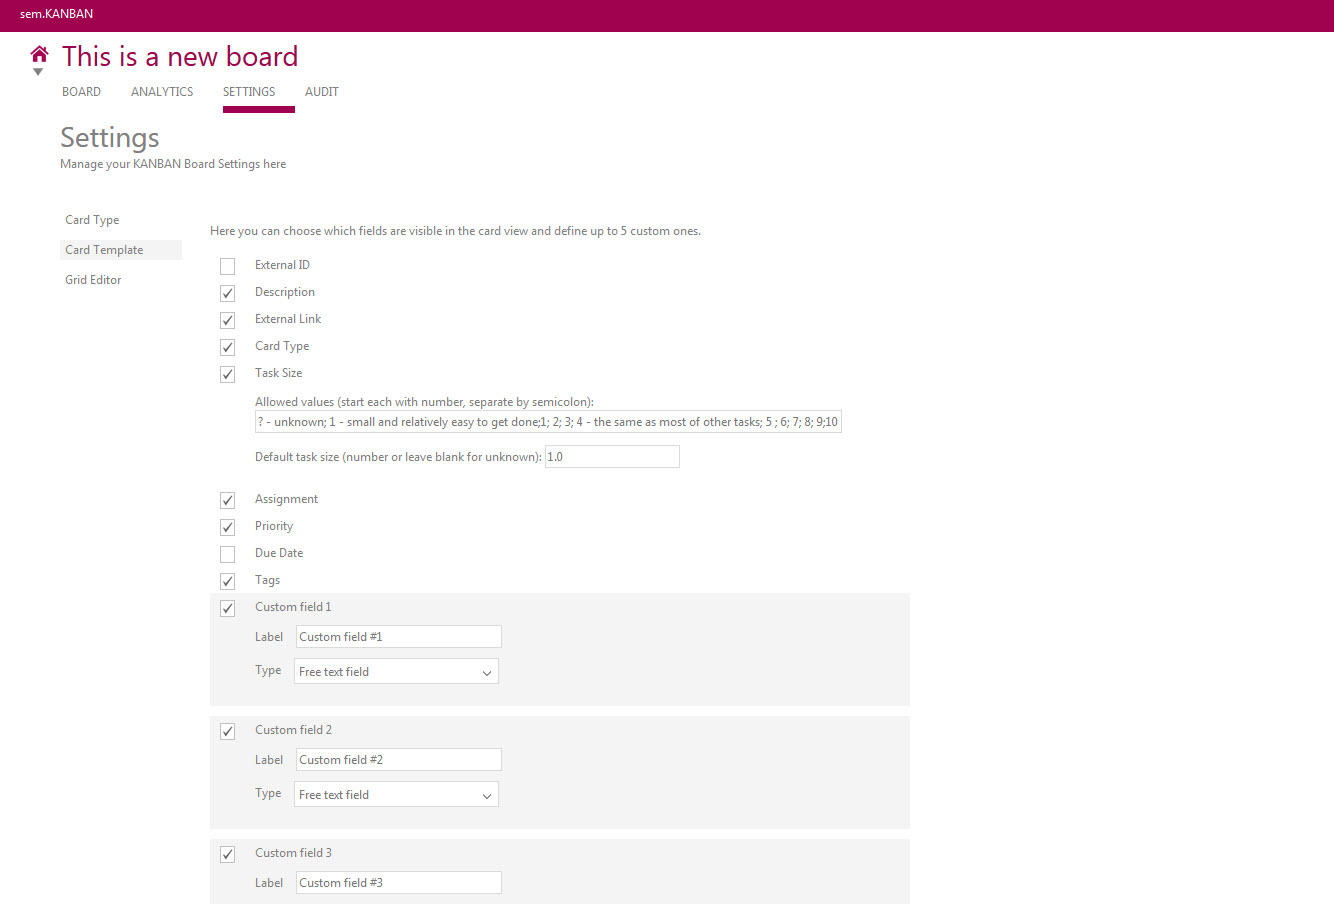 sem.KANBAN
This is a new board
BOARD ANALYTICS SETTINGS AUDIT
Settings
Manage your KANBAN Board Settings here
Card Type
Card Template
Grid Editor
Here you can choose which fields are visible in the card view and define up to 5 custom ones.
External ID
Description
External Link
Card Type
Task Size
Allowed values (start each with number, separate by semicolon):
? - unknown; 1 - small and relatively easy to get done;1; 2; 3; 4 - the same as most of other tasks; 5 ; 6; 7; 8; 9;10
Default task size (number or leave blank for unknown): 1.0
Assignment
Priority
Due Date
Tags
Custom field 1
Label Custom field #1
Type Free text field
Custom field 2
Label Custom field #2
Type Free text field
Custom field 3
Label Custom field #3